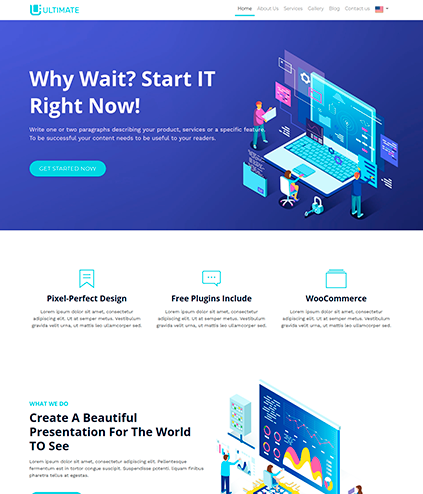 ULTIMATE
Home About Us Services Gallery Blog Contact us
Why Wait? Start IT
Right Now!
Write one or two paragraphs describing your product, services or a specific feature.
To be successful your content needs to be useful to your readers.
GET STARTED NOW
Pixel-Perfect Design
Lorem ipsum dolor sit amet, consectetur
adipiscing elit. Ut at semper metus. Vestibulum
gravida velit urna, ut mattis leo ullamcorper sed.
Free Plugins Include
Lorem ipsum dolor sit amet, consectetur
adipiscing elit. Ut at semper metus. Vestibulum
gravida velit urna, ut mattis leo ullamcorper sed.
WooCommerce
Lorem ipsum dolor sit amet, consectetur
adipiscing elit. Ut at semper metus. Vestibulum
gravida velit urna, ut mattis leo ullamcorper sed.
WHAT WE DO
Create A Beautiful
Presentation For The World
TO See
Lorem ipsum dolor sit amet, consectetur adipiscing elit. Pellentesque
fermentum est in tortor congue suscipit. Suspendisse potenti. Quisque
pharetra tellus at egestas.